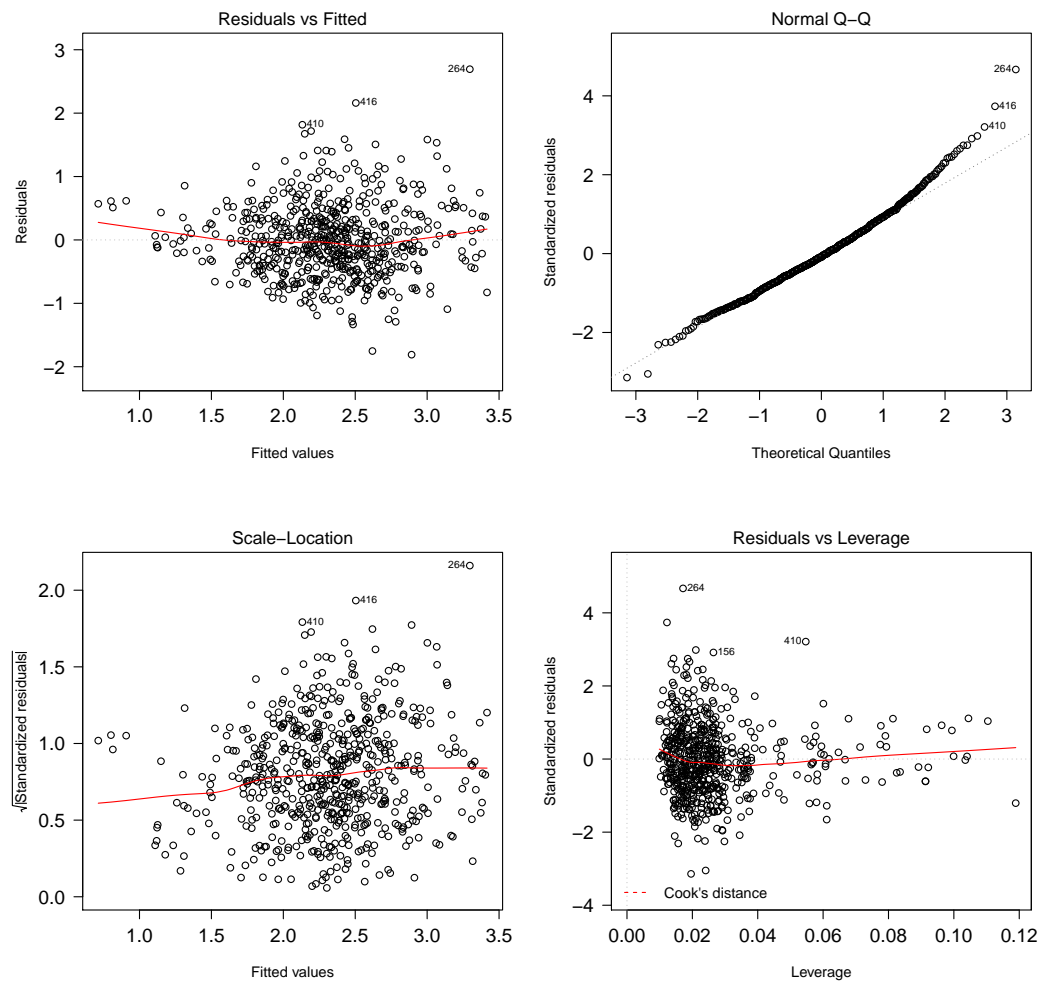 Residuals vs Fitted
Residuals
3
2
1
0
−1
−2
264
416
410
1.0 1.5 2.0 2.5 3.0 3.5
Fitted values
Normal Q−Q
Standardized residuals
4
2
0
−2
264
416
410
−3 −2 −1 0 1 2 3
Theoretical Quantiles
Scale−Location
√|Standardized residuals|
2.0
1.5
1.0
0.5
0.0
264
416
410
1.0 1.5 2.0 2.5 3.0 3.5
Fitted values
Residuals vs Leverage
Standardized residuals
4
2
0
−2
−4
264
410
156
Cook's distance
0.00 0.02 0.04 0.06 0.08 0.10 0.12
Leverage